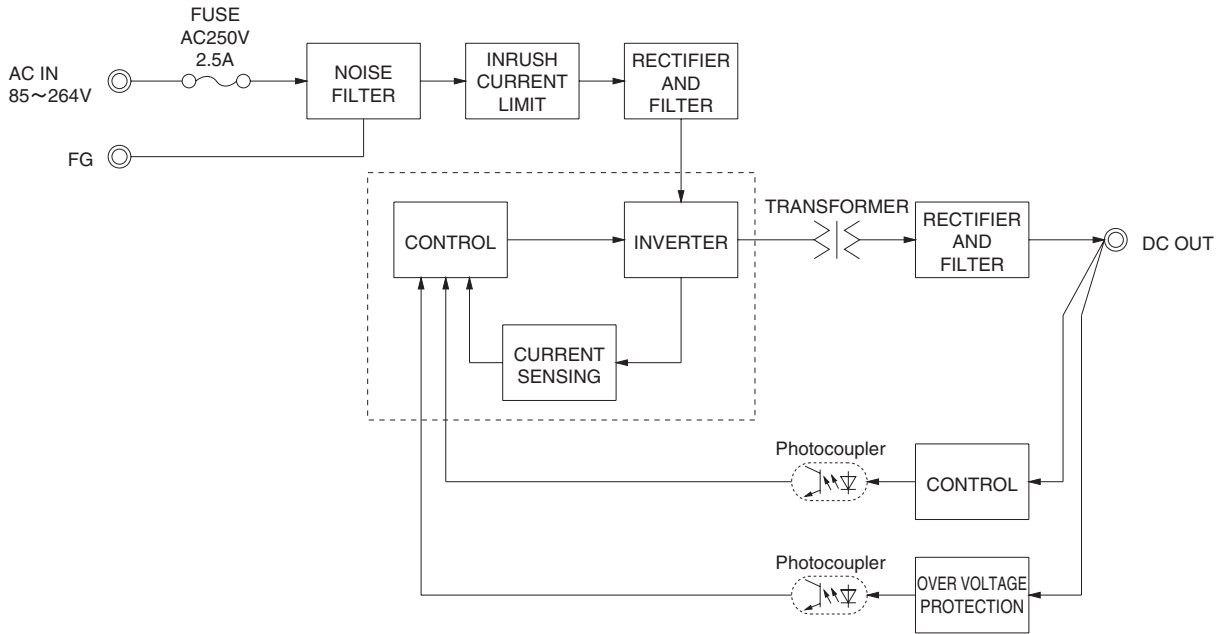 FUSE
AC250V
2.5A
AC IN
85～264V
NOISE
FILTER
INRUSH
CURRENT
LIMIT
RECTIFIER
AND
FILTER
FG
CONTROL
INVERTER
TRANSFORMER
RECTIFIER
AND
FILTER
DC OUT
CURRENT
SENSING
Photocoupler
CONTROL
Photocoupler
OVER VOLTAGE
PROTECTION